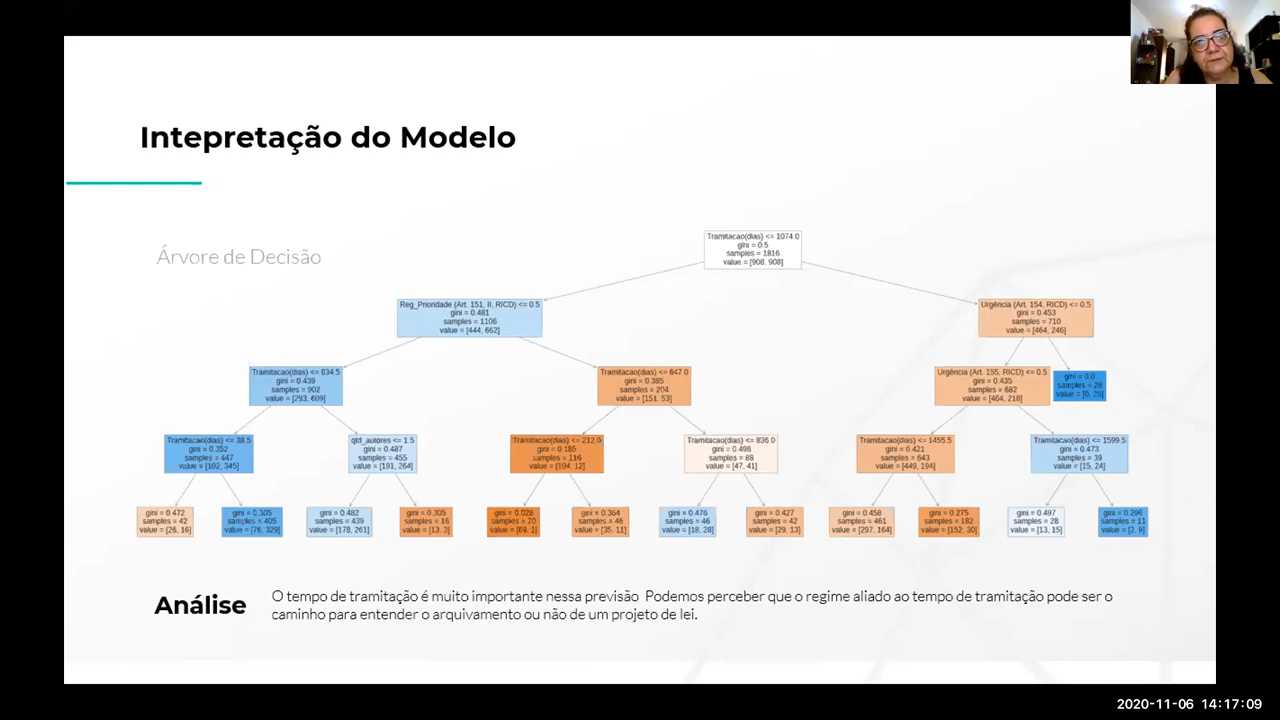 Intepretação do Modelo
Árvore de Decisão
Tramitacao(dias) <= 1074.0
gini = 0.5
samples = 1816
value = [908, 908]
Reg_Prioridade (Art. 151, II, RICD) <= 0.5
gini = 0.481
samples = 1106
value = [444, 662]
Urgência (Art. 154, RICD) <= 0.5
gini = 0.453
samples = 710
value = [464, 246]
Tramitacao(dias) <= 634.5
gini = 0.439
samples = 902
value = [293, 609]
Tramitacao(dias) <= 647.0
gini = 0.385
samples = 204
value = [151, 53]
Urgência (Art. 155, RICD) <= 0.5
gini = 0.435
samples = 682
value = [464, 218]
gini = 0.0
samples = 28
value = [0, 28]
Tramitacao(dias) <= 38.5
gini = 0.352
samples = 447
value = [102, 345]
qtd_autores <= 1.5
gini = 0.487
samples = 455
value = [191, 264]
Tramitacao(dias) <= 212.0
gini = 0.185
samples = 116
value = [104, 12]
Tramitacao(dias) <= 836.0
gini = 0.498
samples = 88
value = [47, 41]
Tramitacao(dias) <= 1455.5
gini = 0.421
samples = 643
value = [449, 194]
Tramitacao(dias) <= 1599.5
gini = 0.473
samples = 39
value = [15, 24]
gini = 0.472
samples = 42
value = [26, 16]
gini = 0.305
samples = 405
value = [76, 329]
gini = 0.482
samples = 439
value = [178, 261]
gini = 0.305
samples = 16
value = [13, 3]
gini = 0.028
samples = 70
value = [69, 1]
gini = 0.364
samples = 46
value = [35, 11]
gini = 0.476
samples = 46
value = [18, 28]
gini = 0.427
samples = 42
value = [29, 13]
gini = 0.458
samples = 461
value = [297, 164]
gini = 0.275
samples = 182
value = [152, 30]
gini = 0.497
samples = 28
value = [13, 15]
gini = 0.298
samples = 11
value = [2, 9]
Análise
O tempo de tramitação é muito importante nessa previsão Podemos perceber que o regime aliado ao tempo de tramitação pode ser o
caminho para entender o arquivamento ou não de um projeto de lei.
2020-11-06 14:17:09